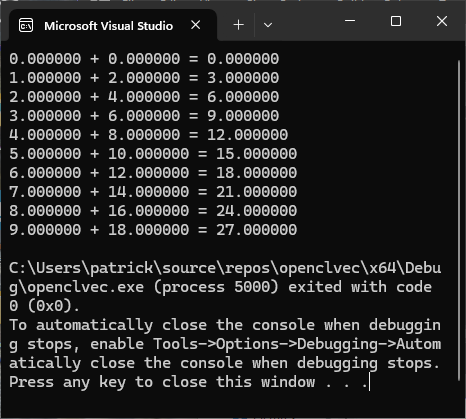 Microsoft Visual Studio
0.000000 + 0.000000 = 0.000000
1.000000 + 2.000000 = 3.000000
2.000000 + 4.000000 = 6.000000
3.000000 + 6.000000 = 9.000000
4.000000 + 8.000000 = 12.000000
5.000000 + 10.000000 = 15.000000
6.000000 + 12.000000 = 18.000000
7.000000 + 14.000000 = 21.000000
8.000000 + 16.000000 = 24.000000
9.000000 + 18.000000 = 27.000000
C:\Users\patrick\source\repos\openclvec\x64\Debu
g\openclvec.exe (process 5000) exited with code
0 (0x0).
To automatically close the console when debuggin
g stops, enable Tools->Options->Debugging->Autom
atically close the console when debugging stops.
Press any key to close this window . . .